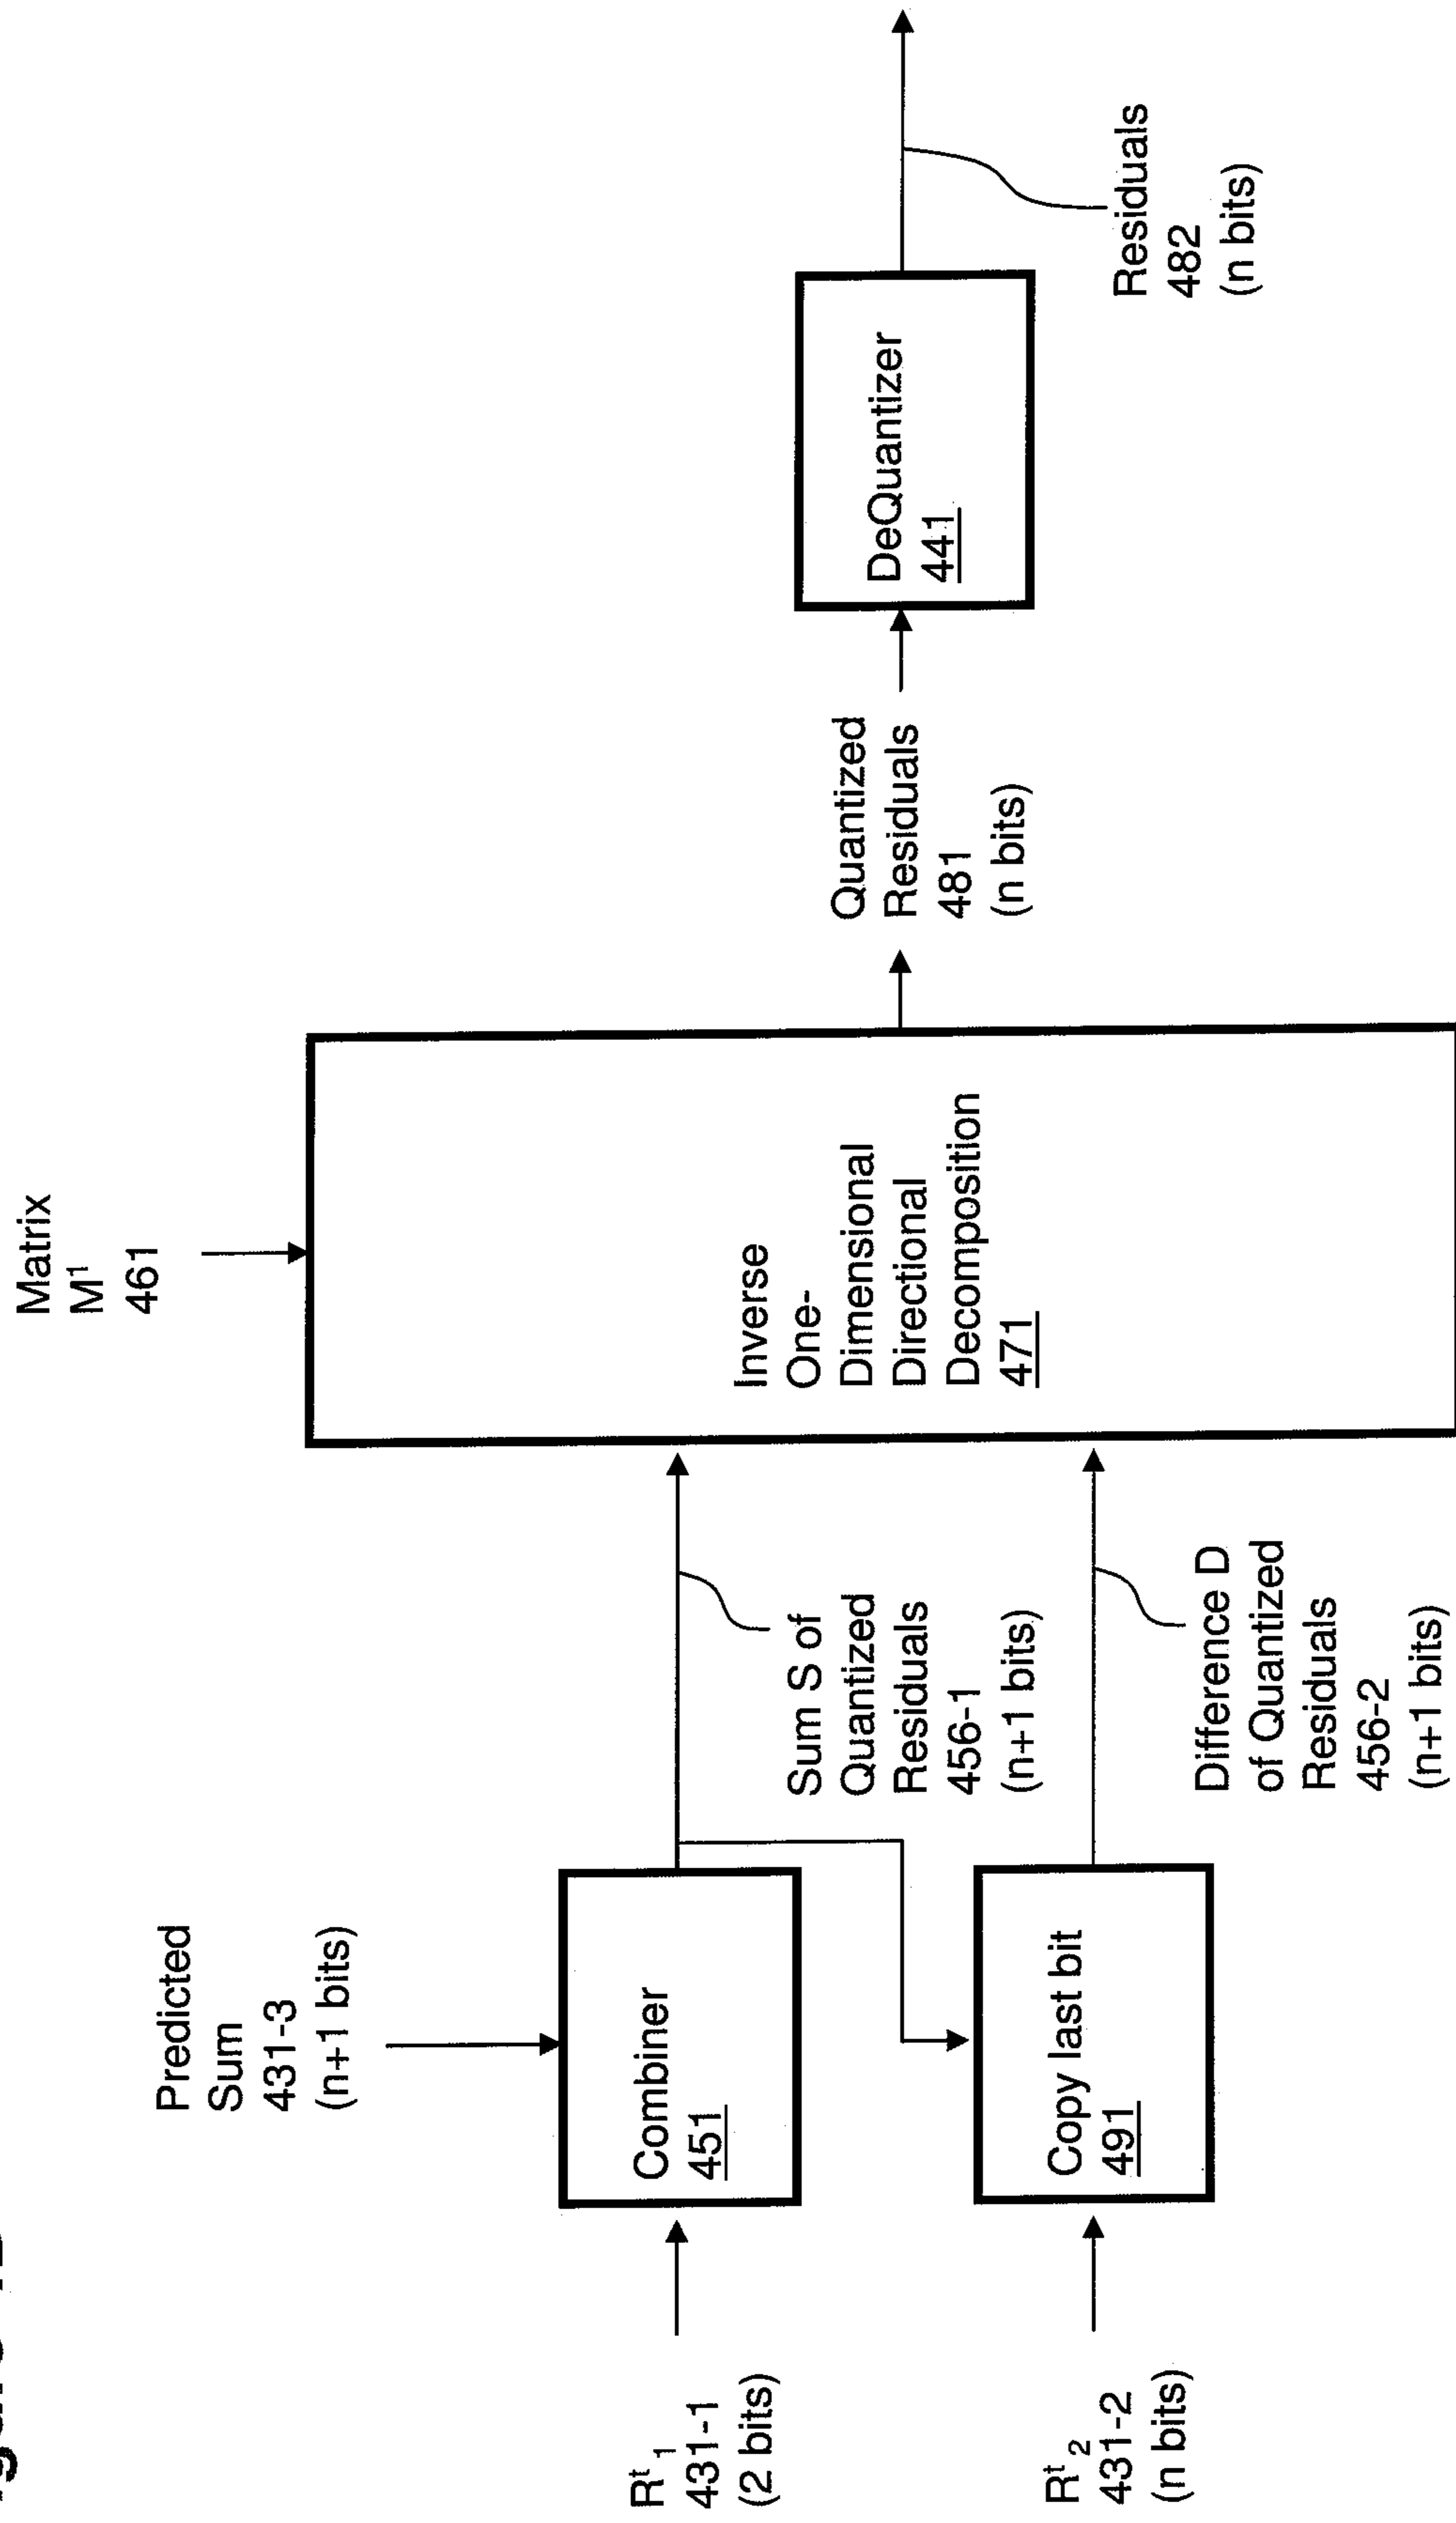 Predicted
Sum
431-3
(n+1 bits)
Matrix
M¹
461
Rᵗ₁
431-1
(2 bits)
Combiner
451
Sum S of
Quantized
Residuals
456-1
(n+1 bits)
Rᵗ₂
431-2
(n bits)
Copy last bit
491
Difference D
of Quantized
Residuals
456-2
(n+1 bits)
Inverse
One-
Dimensional
Directional
Decomposition
471
Quantized
Residuals
481
(n bits)
DeQuantizer
441
Residuals
482
(n bits)